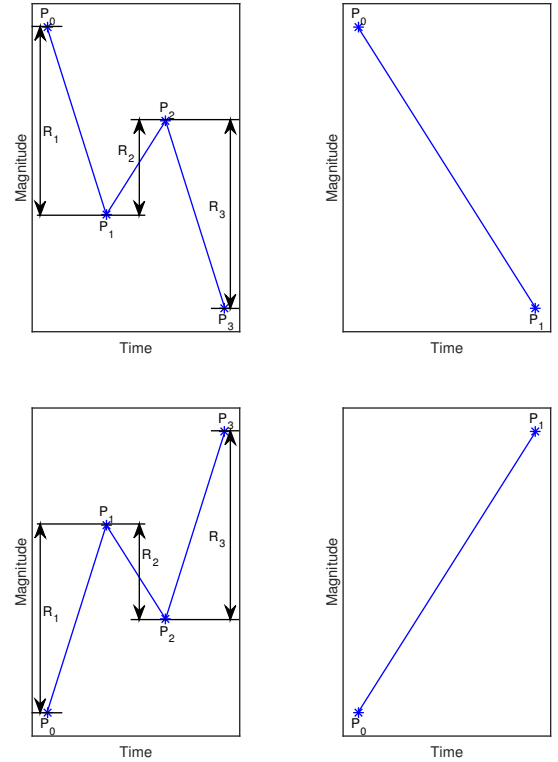 P₀
Magnitude
R₁
R₂
P₂
R₃
P₁
P₃
Time
P₀
Magnitude
P₁
Time
P₃
P₁
Magnitude
R₁
R₂
R₃
P₂
P₀
Time
P₁
Magnitude
P₀
Time